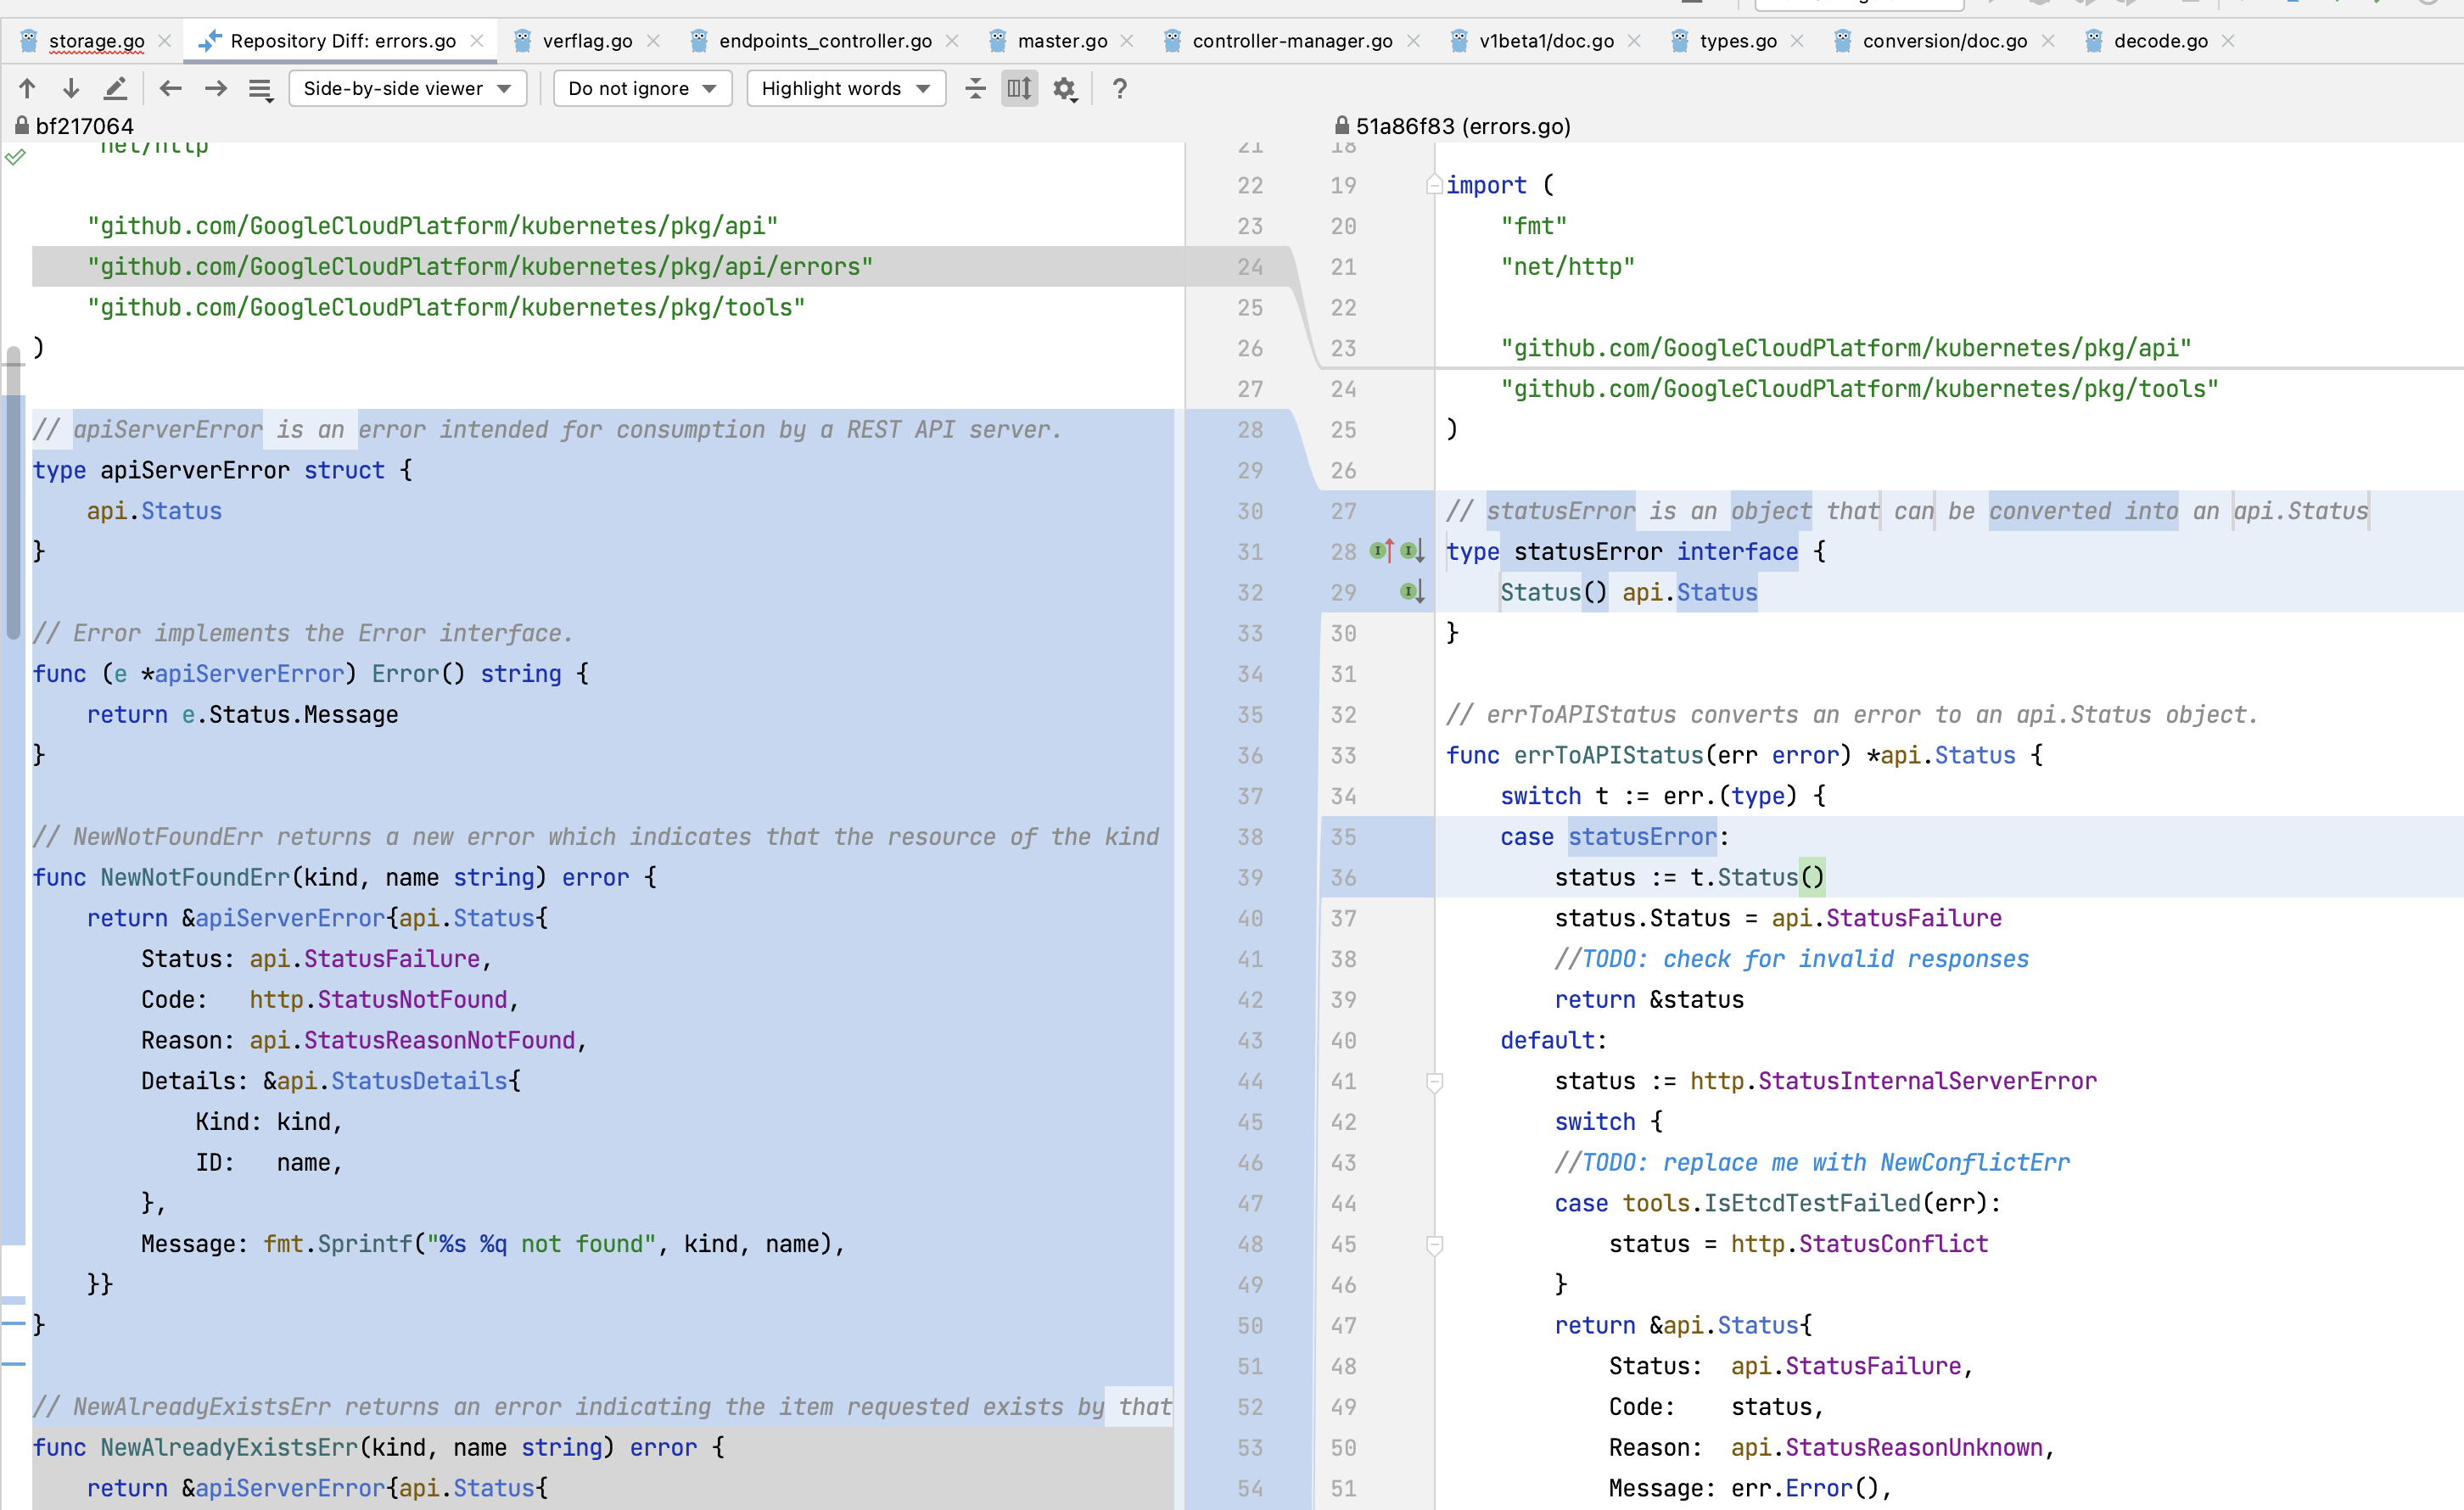 storage.go Repository Diff: errors.go verflag.go endpoints_controller.go master.go controller-manager.go v1beta1/doc.go types.go conversion/doc.go decode.go
Side-by-side viewer Do not ignore Highlight words ?
bf217064
"net/http"
"github.com/GoogleCloudPlatform/kubernetes/pkg/api"
"github.com/GoogleCloudPlatform/kubernetes/pkg/api/errors"
"github.com/GoogleCloudPlatform/kubernetes/pkg/tools"
)
// apiServerError is an error intended for consumption by a REST API server.
type apiServerError struct {
api.Status
}
// Error implements the Error interface.
func (e *apiServerError) Error() string {
return e.Status.Message
}
// NewNotFoundErr returns a new error which indicates that the resource of the kind
func NewNotFoundErr(kind, name string) error {
return &apiServerError{api.Status{
Status: api.StatusFailure,
Code:   http.StatusNotFound,
Reason: api.StatusReasonNotFound,
Details: &api.StatusDetails{
Kind: kind,
ID:   name,
},
Message: fmt.Sprintf("%s %q not found", kind, name),
}}
}
// NewAlreadyExistsErr returns an error indicating the item requested exists by that
func NewAlreadyExistsErr(kind, name string) error {
return &apiServerError{api.Status{
21 18
22 19
23 20
24 21
25 22
26 23
27 24
28 25
29 26
30 27
31 28
32 29
33 30
34 31
35 32
36 33
37 34
38 35
39 36
40 37
41 38
42 39
43 40
44 41
45 42
46 43
47 44
48 45
49 46
50 47
51 48
52 49
53 50
54 51
51a86f83 (errors.go)
import (
"fmt"
"net/http"
"github.com/GoogleCloudPlatform/kubernetes/pkg/api"
"github.com/GoogleCloudPlatform/kubernetes/pkg/tools"
)
// statusError is an object that can be converted into an api.Status
type statusError interface {
Status() api.Status
}
// errToAPIStatus converts an error to an api.Status object.
func errToAPIStatus(err error) *api.Status {
switch t := err.(type) {
case statusError:
status := t.Status()
status.Status = api.StatusFailure
//TODO: check for invalid responses
return &status
default:
status := http.StatusInternalServerError
switch {
//TODO: replace me with NewConflictErr
case tools.IsEtcdTestFailed(err):
status = http.StatusConflict
}
return &api.Status{
Status:  api.StatusFailure,
Code:    status,
Reason:  api.StatusReasonUnknown,
Message: err.Error(),